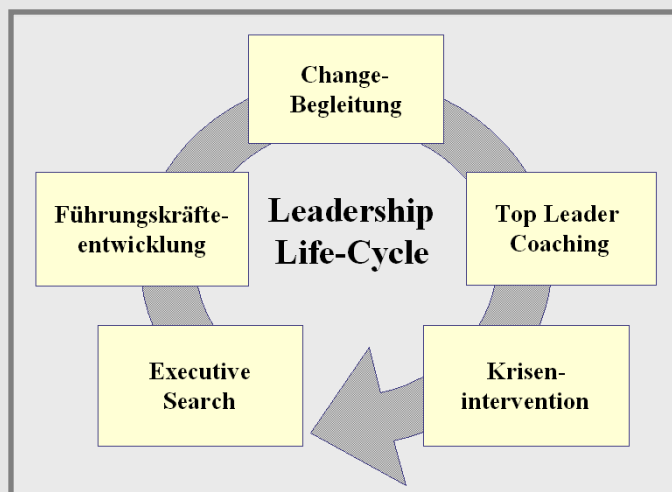 Change-
Begleitung
Führungskräfte-
entwicklung
Leadership
Life-Cycle
Top Leader
Coaching
Executive
Search
Krisen-
intervention